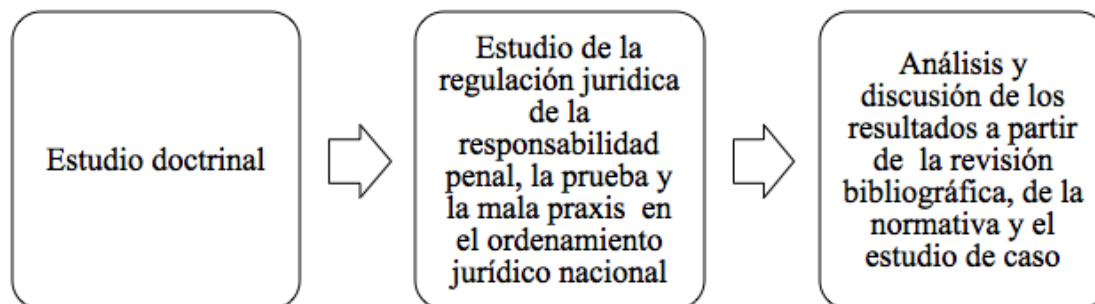 Estudio doctrinal
Estudio de la
regulación juridica
de la
responsabilidad
penal, la prueba y
la mala praxis en
el ordenamiento
jurídico nacional
Análisis y
discusión de los
resultados a partir
de la revisión
bibliográfica, de la
normativa y el
estudio de caso